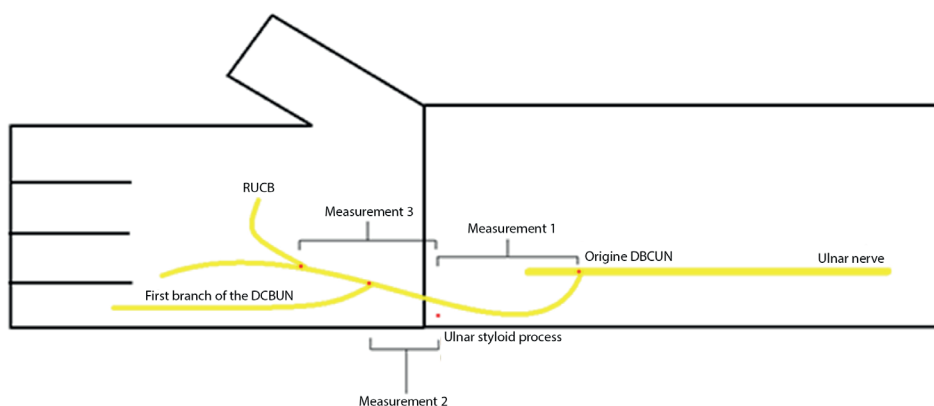 RUCB
Measurement 3
Measurement 1
Origine DBCUN
Ulnar nerve
First branch of the DCBUN
Ulnar styloid process
Measurement 2